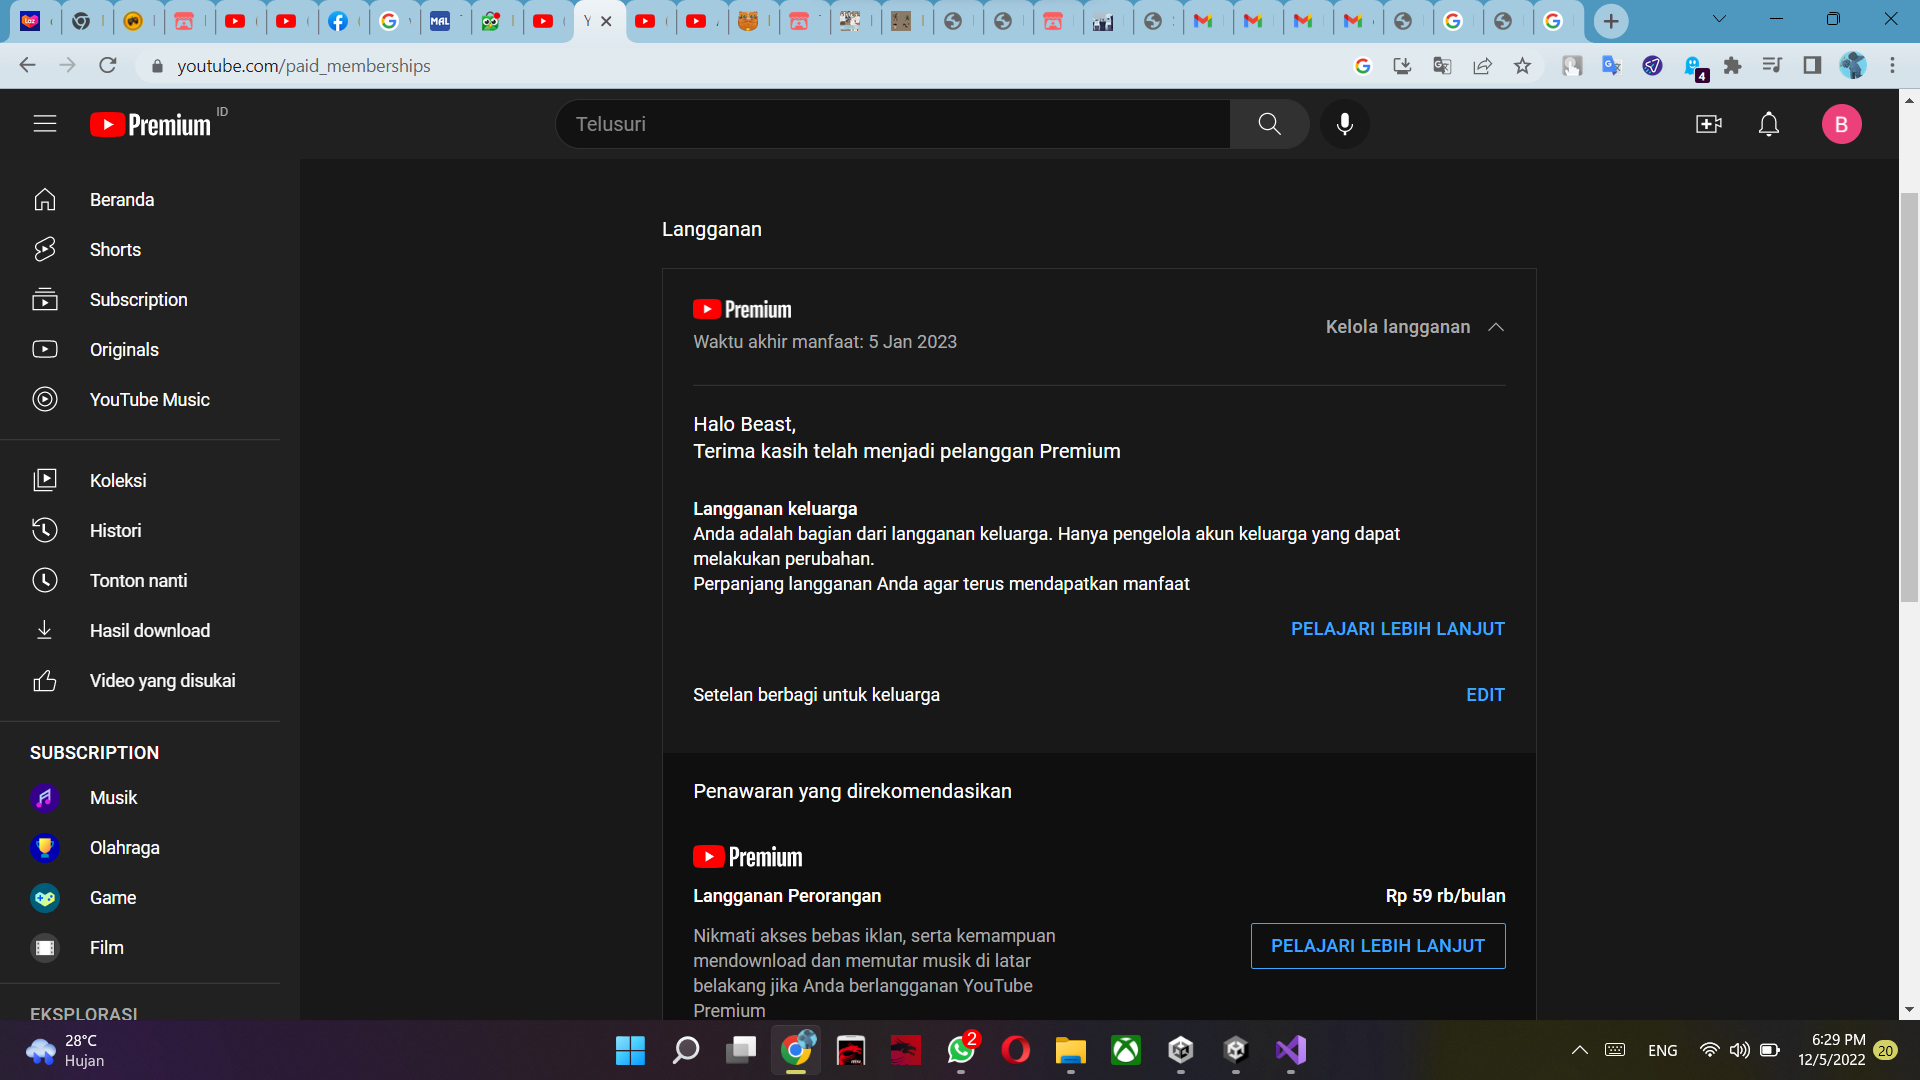 youtube.com/paid_memberships
4
Premium ID
Telusuri
B
Beranda
Shorts
Subscription
Originals
YouTube Music
Koleksi
Histori
Tonton nanti
Hasil download
Video yang disukai
SUBSCRIPTION
Musik
Olahraga
Game
Film
EKSPLORASI
Langganan
Premium
Waktu akhir manfaat: 5 Jan 2023
Kelola langganan
Halo Beast,
Terima kasih telah menjadi pelanggan Premium
Langganan keluarga
Anda adalah bagian dari langganan keluarga. Hanya pengelola akun keluarga yang dapat
melakukan perubahan.
Perpanjang langganan Anda agar terus mendapatkan manfaat
PELAJARI LEBIH LANJUT
Setelan berbagi untuk keluarga
EDIT
Penawaran yang direkomendasikan
Premium
Langganan Perorangan
Rp 59 rb/bulan
Nikmati akses bebas iklan, serta kemampuan
mendownload dan memutar musik di latar
belakang jika Anda berlangganan YouTube
Premium
PELAJARI LEBIH LANJUT
28°C
Hujan
2
ENG
6:29 PM
12/5/2022
20